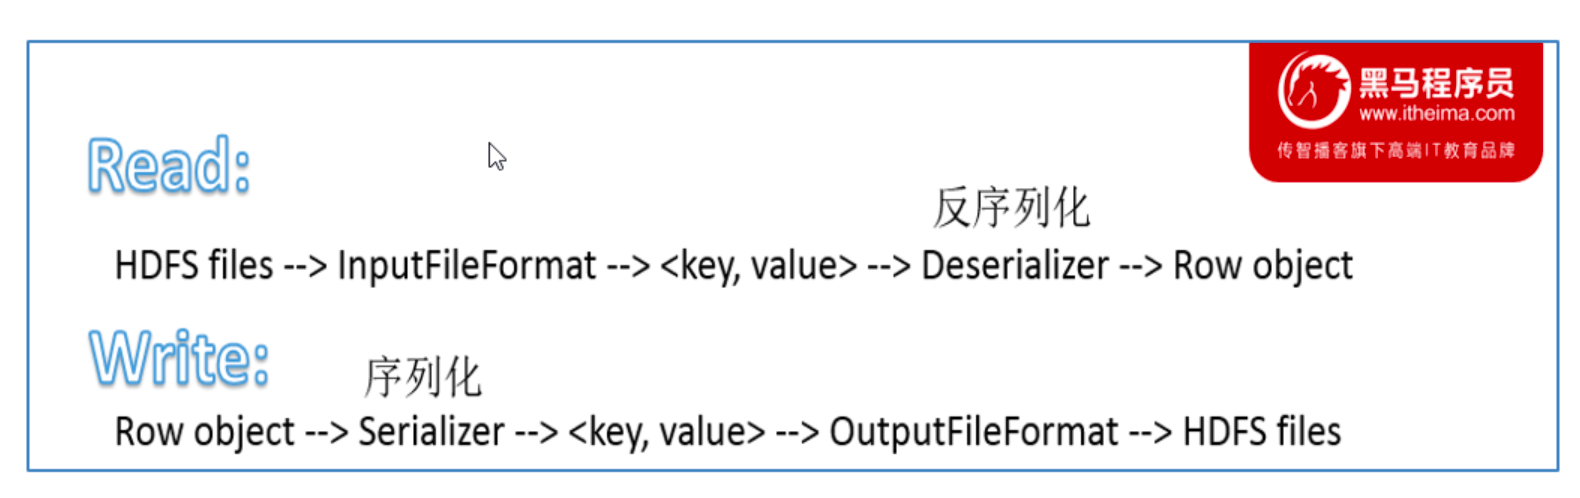 黑马程序员
www.itheima.com
传智播客旗下高端IT教育品牌
Read:
反序列化
HDFS files --> InputFileFormat --> <key, value> --> Deserializer --> Row object
Write:
序列化
Row object --> Serializer --> <key, value> --> OutputFileFormat --> HDFS files